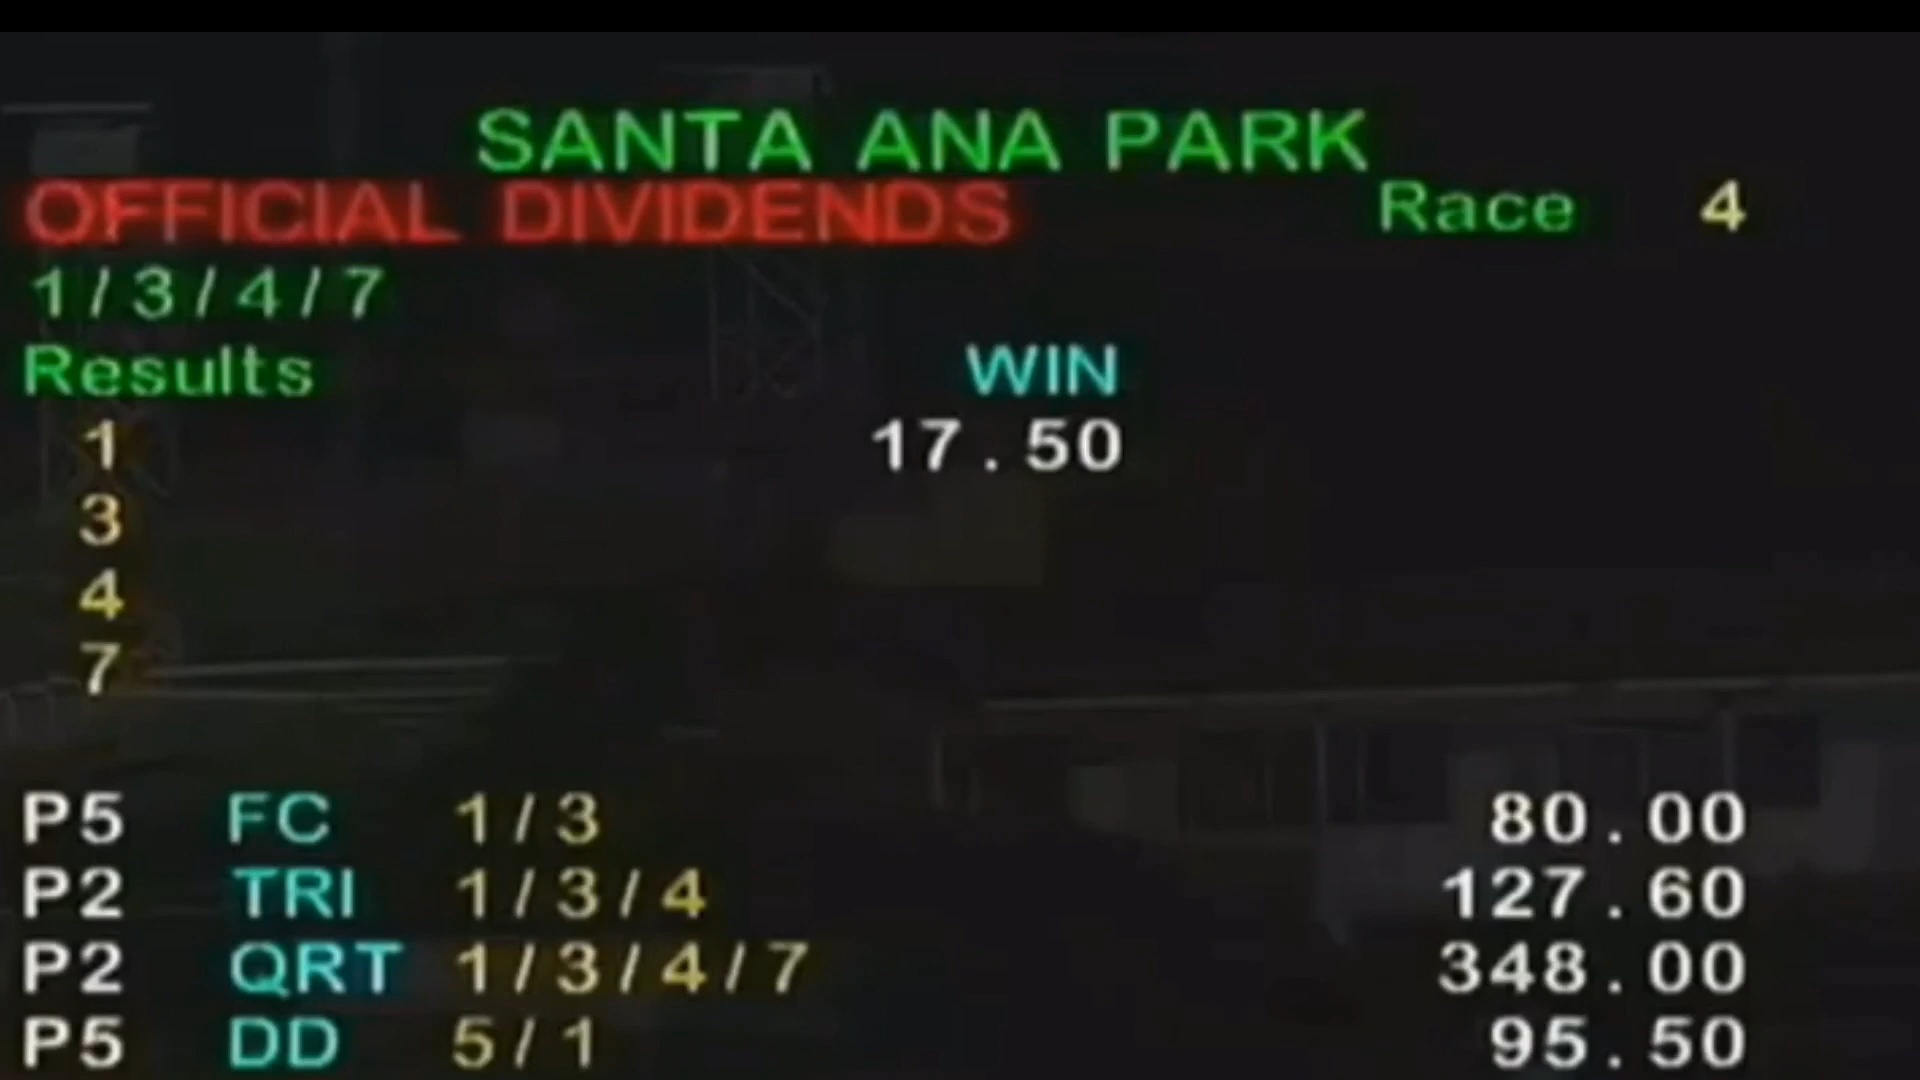 SANTA ANA PARK
OFFICIAL DIVIDENDS Race 4
1/3/4/7
Results WIN
1 17.50
3
4
7
P5 FC 1/3 80.00
P2 TRI 1/3/4 127.60
P2 QRT 1/3/4/7 348.00
P5 DD 5/1 95.50